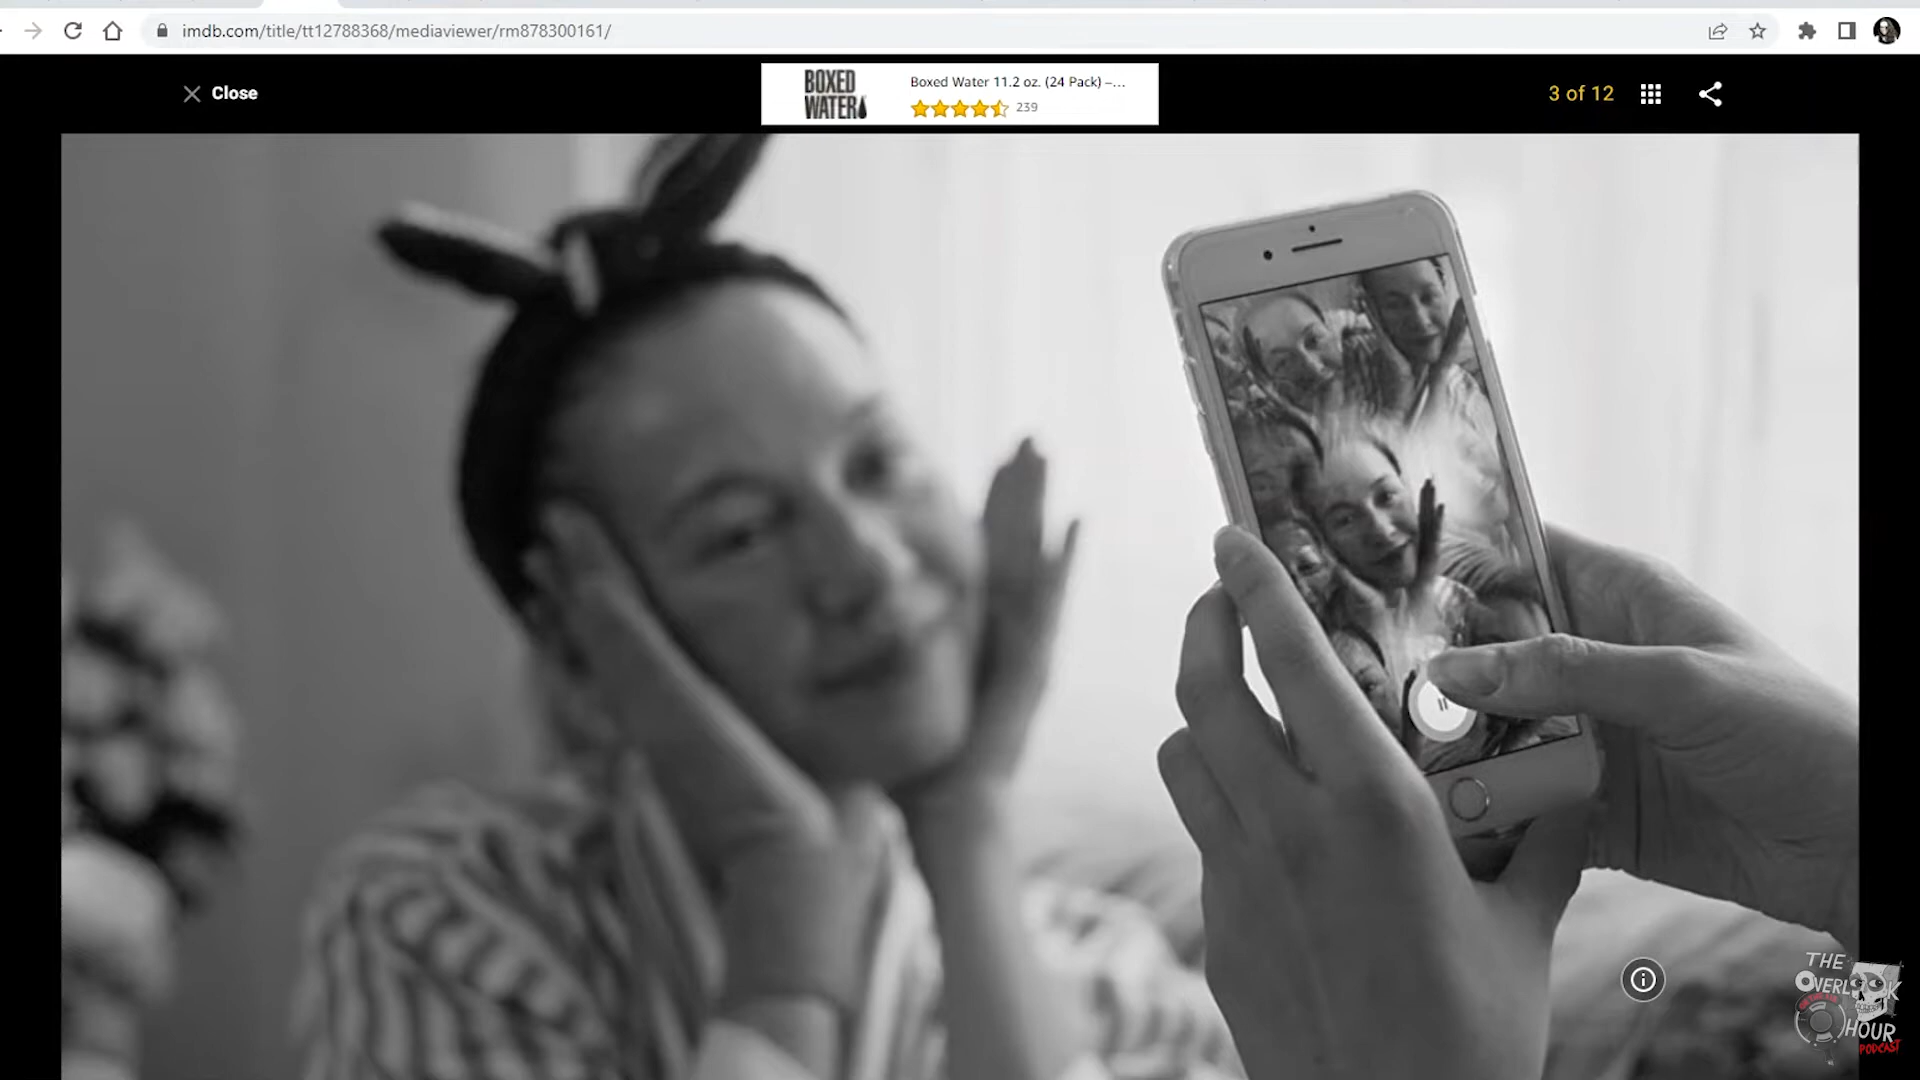 imdb.com/title/tt12788368/mediaviewer/rm878300161/
Close
BOXED
WATER
Boxed Water 11.2 oz. (24 Pack) –...
239
3 of 12
THE
OVERLOOK
HOUR
PODCAST